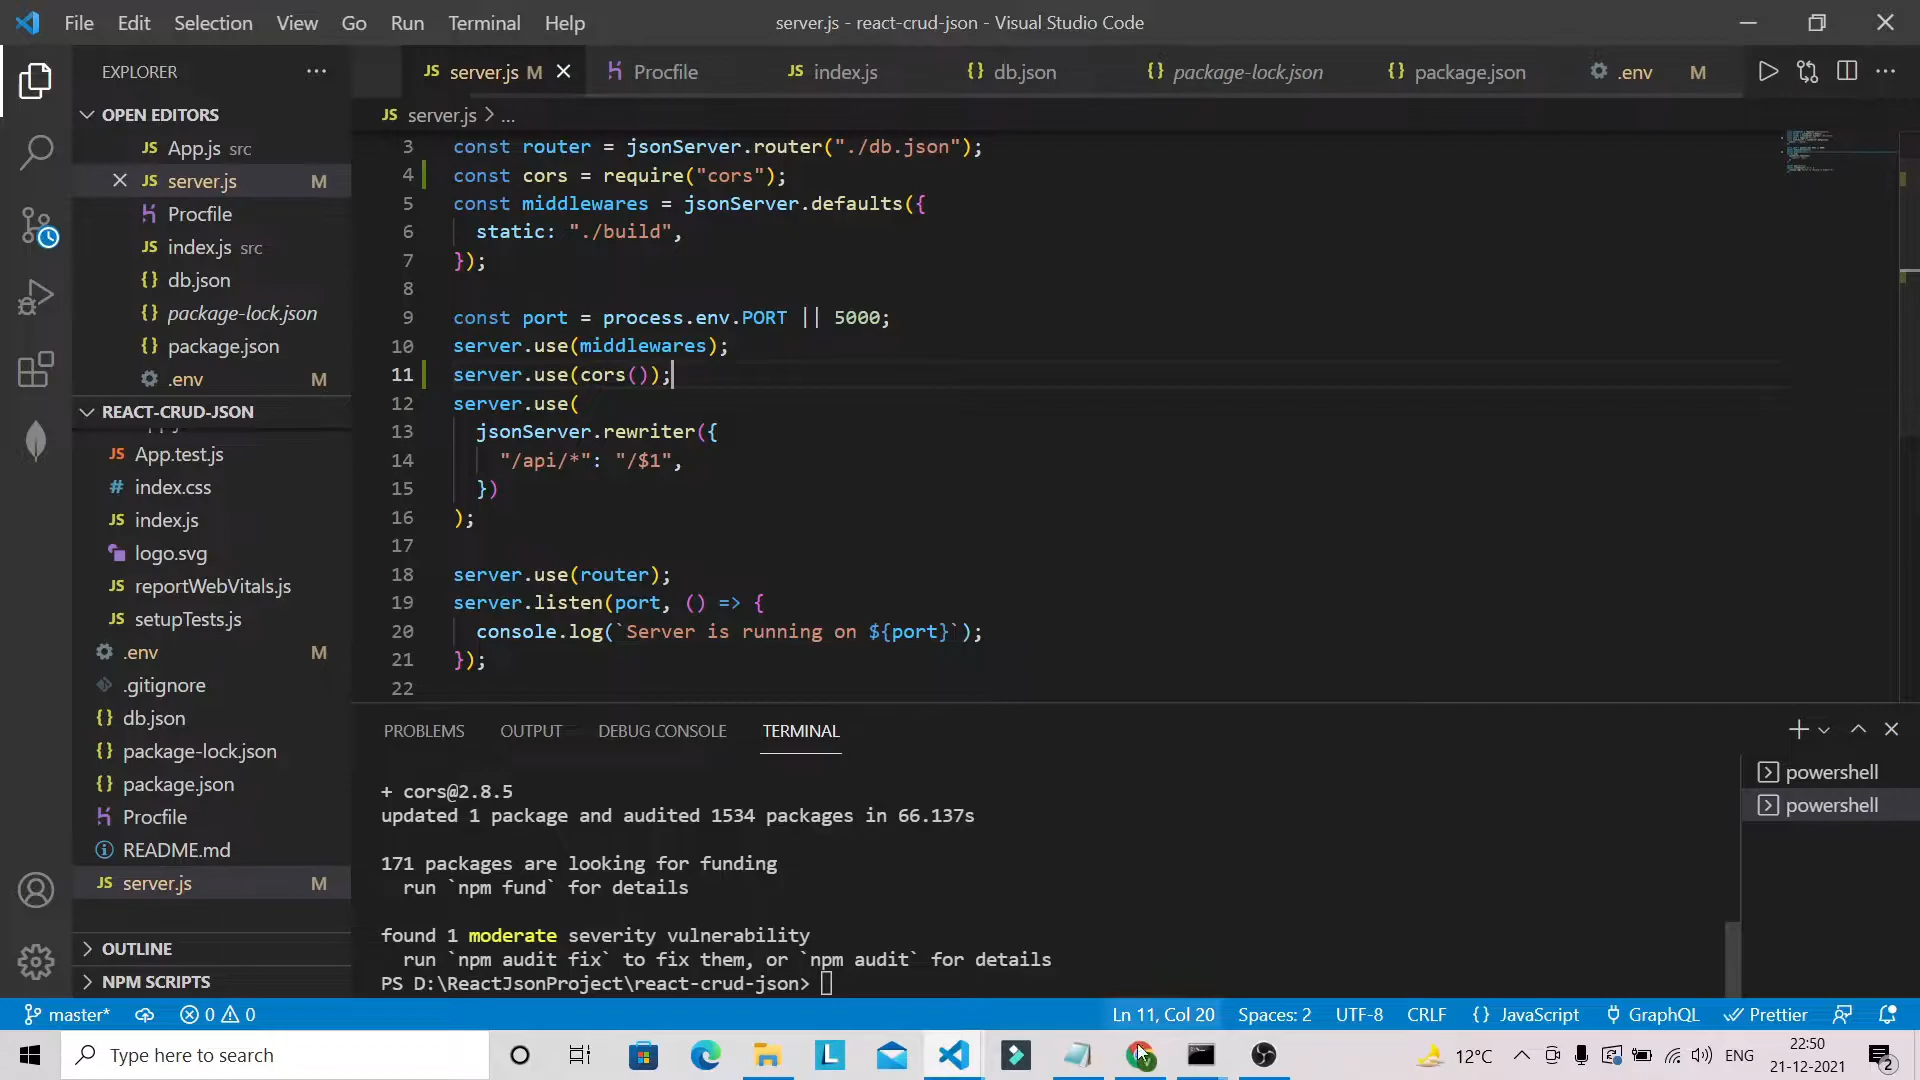 File Edit Selection View Go Run Terminal Help
server.js - react-crud-json - Visual Studio Code
EXPLORER
OPEN EDITORS
App.js src
server.js M
Procfile
index.js src
db.json
package-lock.json
package.json
.env M
REACT-CRUD-JSON
App.test.js
index.css
index.js
logo.svg
reportWebVitals.js
setupTests.js
.env M
.gitignore
db.json
package-lock.json
package.json
Procfile
README.md
server.js M
OUTLINE
NPM SCRIPTS
JS server.js M Procfile JS index.js {} db.json {} package-lock.json {} package.json .env M
JS server.js > ...
3 const router = jsonServer.router("./db.json");
4 const cors = require("cors");
5 const middlewares = jsonServer.defaults({
6 static: "./build",
7 });
8
9 const port = process.env.PORT || 5000;
10 server.use(middlewares);
11 server.use(cors());
12 server.use(
13 jsonServer.rewriter({
14 "/api/*": "/$1",
15 })
16 );
17
18 server.use(router);
19 server.listen(port, () => {
20 console.log(`Server is running on ${port}`);
21 });
22
PROBLEMS OUTPUT DEBUG CONSOLE TERMINAL
+ cors@2.8.5
updated 1 package and audited 1534 packages in 66.137s
171 packages are looking for funding
run `npm fund` for details
found 1 moderate severity vulnerability
run `npm audit fix` to fix them, or `npm audit` for details
PS D:\ReactJsonProject\react-crud-json>
powershell
powershell
master* 0 0 Ln 11, Col 20 Spaces: 2 UTF-8 CRLF {} JavaScript GraphQL Prettier
Type here to search
12°C ENG
22:50
21-12-2021
2